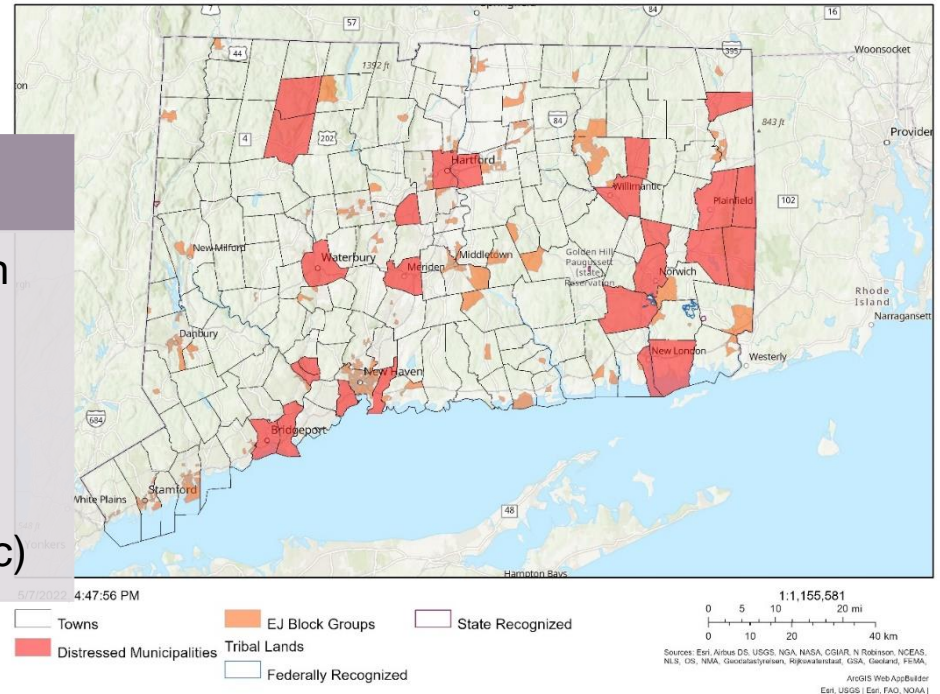 7
57
84
16
44
1392 ft
395
Woonsocket
4
202
84
843 ft
Hartford
Willimantic
Plainfield
102
New Milford
Waterbury
Meriden
Middletown
Golden Hill
Paugussett
(state)
Reservation
Norwich
Rhode
Island
Narragansett
Danbury
New London
Westerly
New Haven
684
Bridgeport
White Plains
Stamford
48
Hampton Bays
c)
5/7/2022 4:47:56 PM
1:1,155,581
0 5 10 20 mi
0 10 20 40 km
Towns
EJ Block Groups
State Recognized
Distressed Municipalities
Tribal Lands
Federally Recognized
Sources: Esri, Airbus DS, USGS, NGA, NASA, CGIAR, N Robinson, NCEAS,
NLS, OS, NMA, Geodatastyrelsen, Rijkswaterstaat, GSA, Geoland, FEMA,
ArcGIS Web AppBuilder
Esri, USGS | Esri, FAO, NOAA |